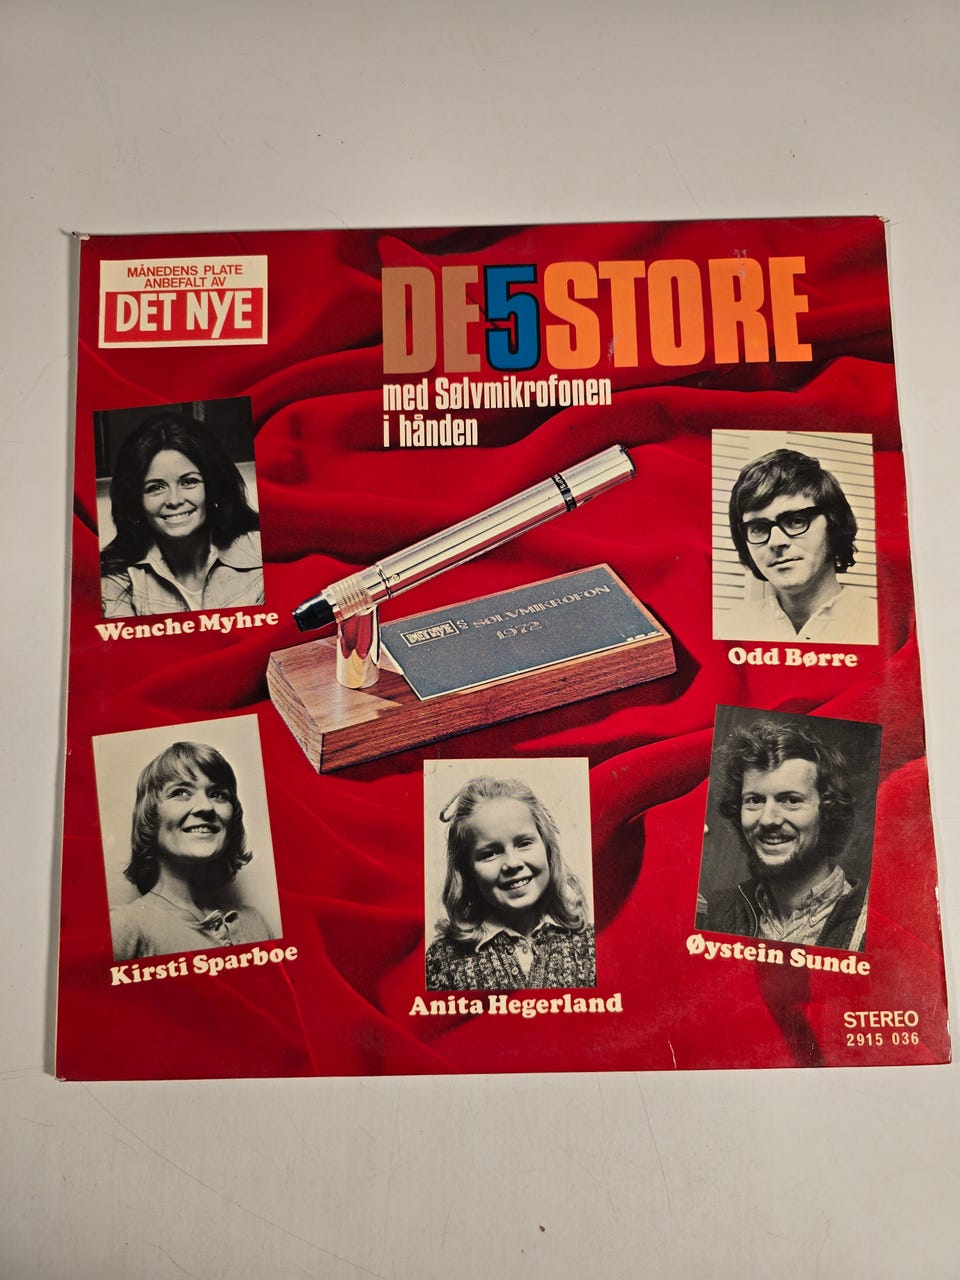 MÅNEDENS PLATE
ANBEFALT AV
DET NYE
DE5STORE
med Sølvmikrofonen
i hånden
Wenche Myhre
Odd Børre
DET NYE SØLVMIKROFON
1972
Kirsti Sparboe
Anita Hegerland
Øystein Sunde
STEREO
2915 036